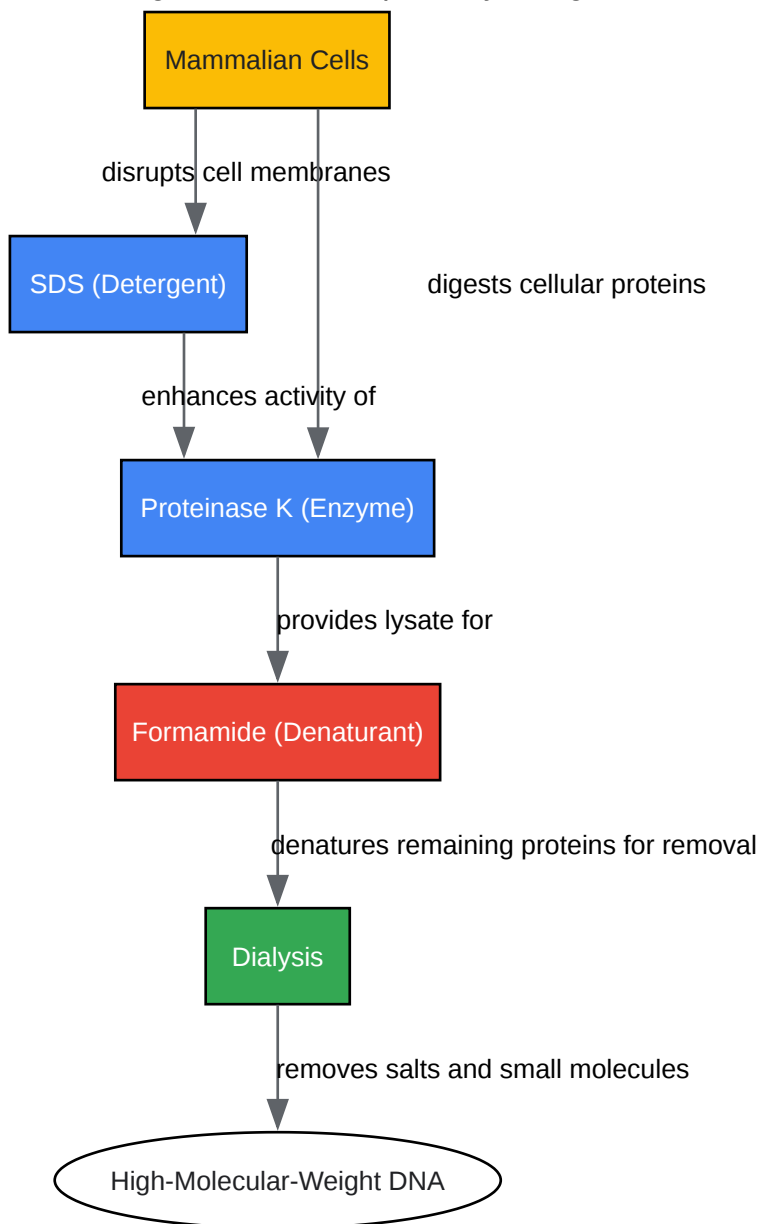 Mammalian Cells
disrupts cell membranes
SDS (Detergent)
digests cellular proteins
enhances activity of
Proteinase K (Enzyme)
provides lysate for
Formamide (Denaturant)
denatures remaining proteins for removal
Dialysis
removes salts and small molecules
High-Molecular-Weight DNA